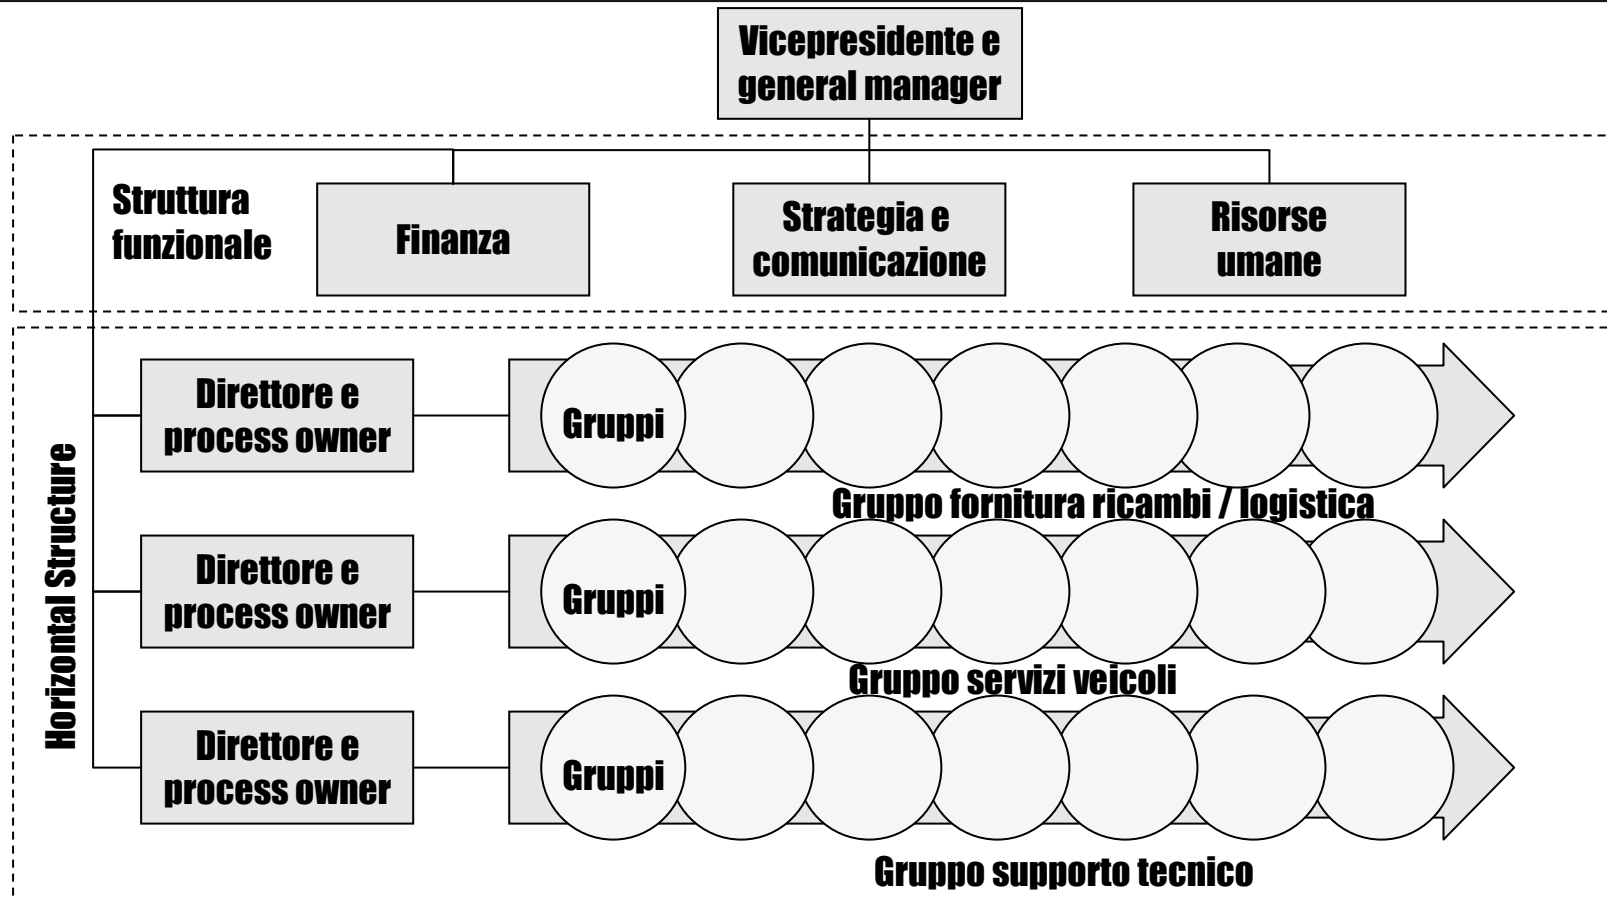 Vicepresidente e
general manager
Struttura
funzionale
Finanza
Strategia e
comunicazione
Risorse
umane
Horizontal Structure
Direttore e
process owner
Gruppi
Gruppo fornitura ricambi / logistica
Direttore e
process owner
Gruppi
Gruppo servizi veicoli
Direttore e
process owner
Gruppi
Gruppo supporto tecnico